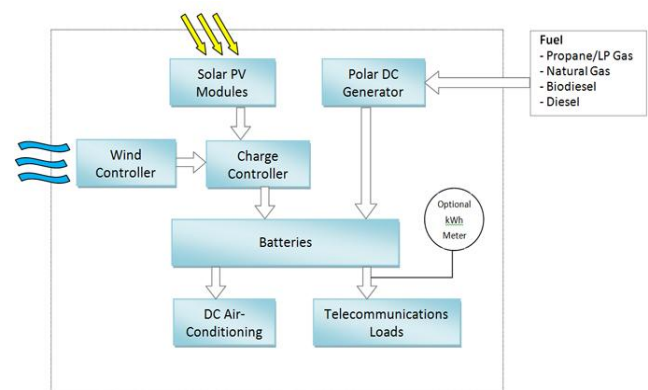 Solar PV
Modules
Polar DC
Generator
Fuel
- Propane/LP Gas
- Natural Gas
- Biodiesel
- Diesel
Wind
Controller
Charge
Controller
Optional
kWh
Meter
Batteries
DC Air-
Conditioning
Telecommunications
Loads